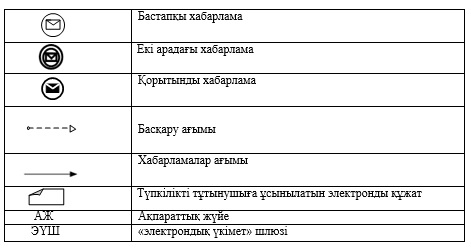 Бастапқы хабарлама
Екі арадағы хабарлама
Қорытынды хабарлама
Басқару ағымы
Хабарламалар ағымы
Түпкілікті тұтынушыға ұсынылатын электронды құжат
АЖ Ақпараттық жүйе
ЭҮШ «электрондық үкімет» шлюзі